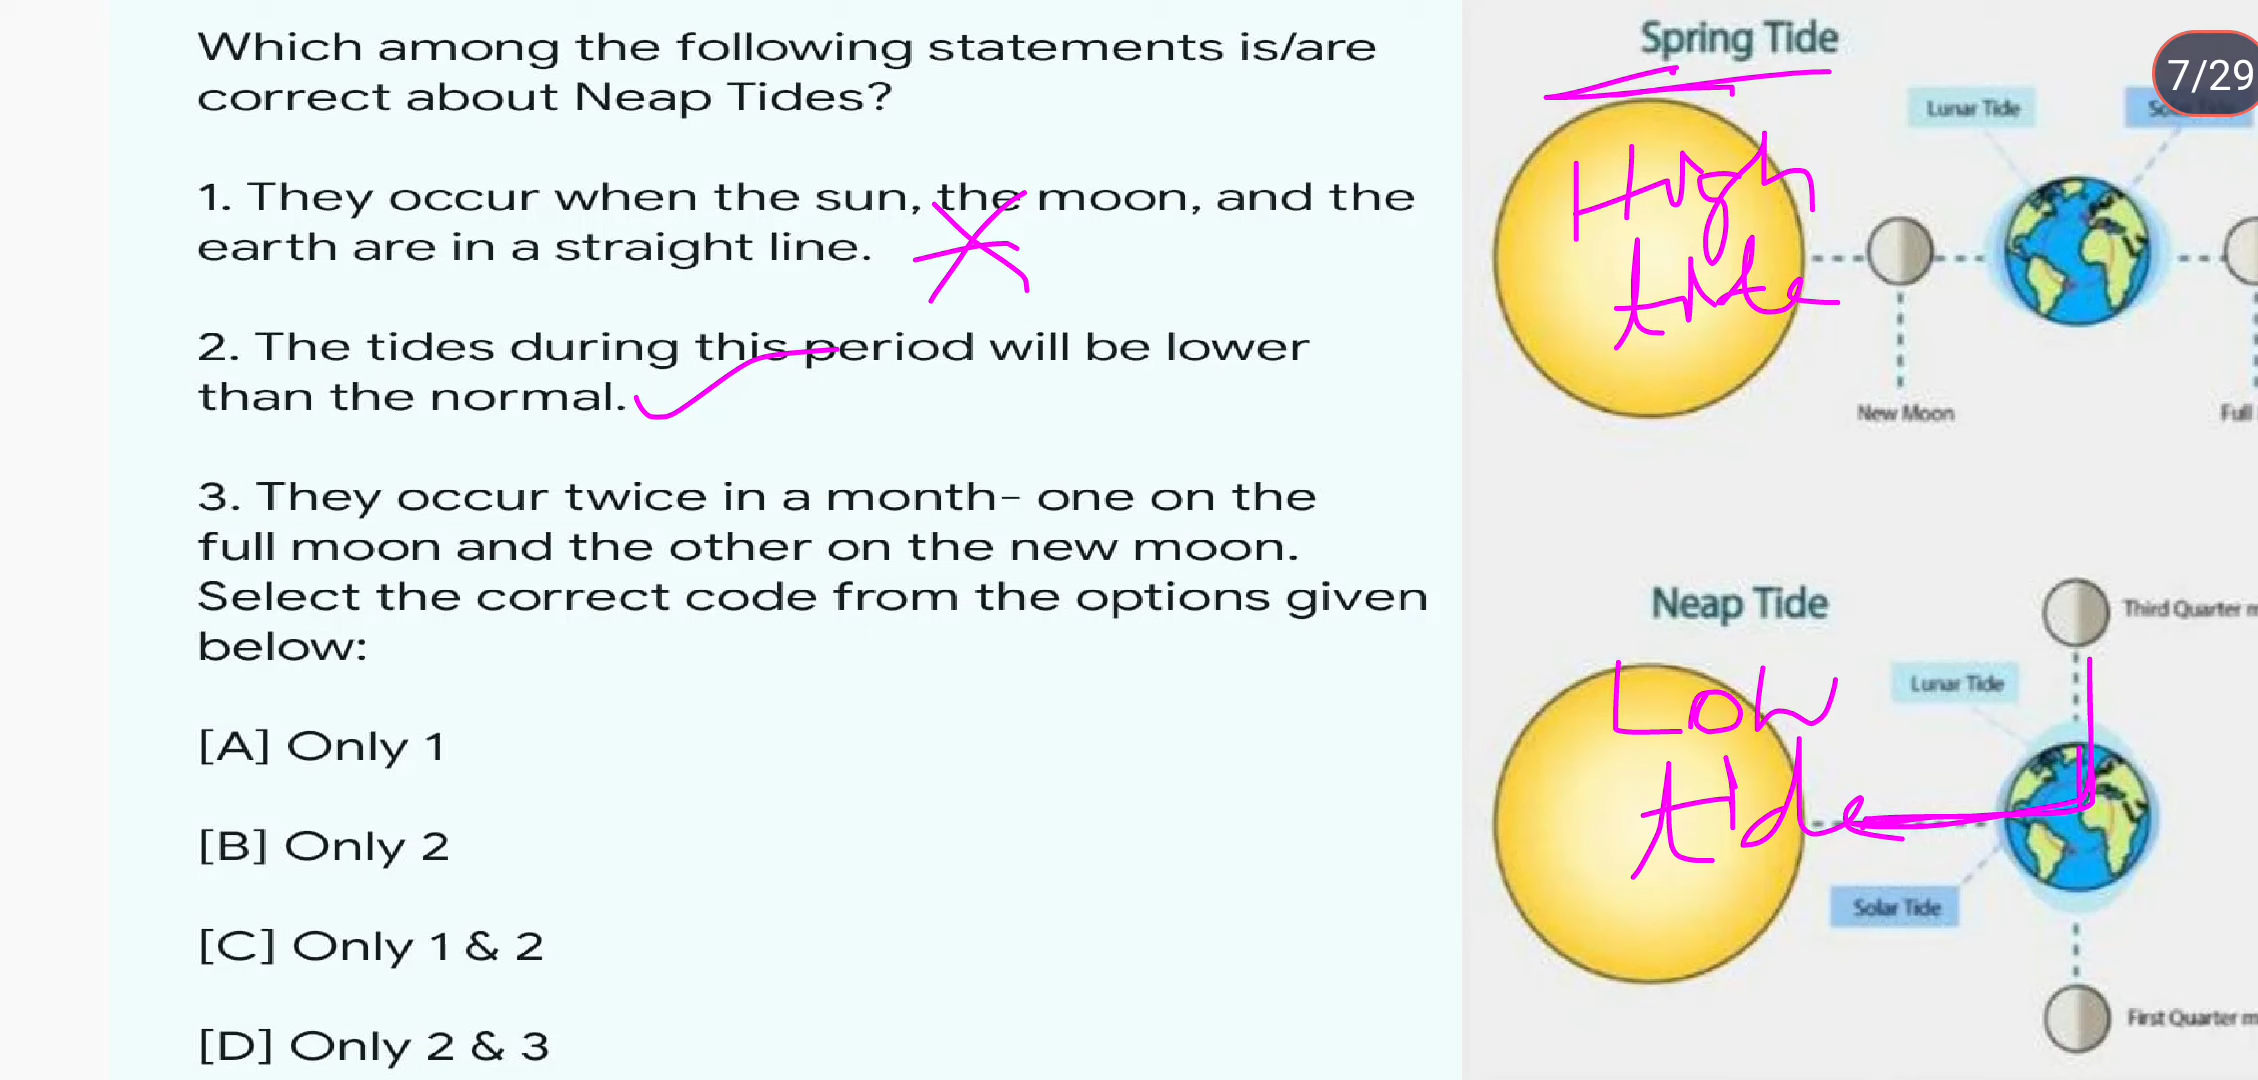 Which among the following statements is/are
correct about Neap Tides?
1. They occur when the sun, the moon, and the
earth are in a straight line.
2. The tides during this period will be lower
than the normal.
3. They occur twice in a month- one on the
full moon and the other on the new moon.
Select the correct code from the options given
below:
[A] Only 1
[B] Only 2
[C] Only 1 & 2
[D] Only 2 & 3
Spring Tide
7/29
Lunar Tide
High
tide
New Moon
Full
Neap Tide
Third Quarter
Lunar Tide
Low
tide
Solar Tide
First Quarter